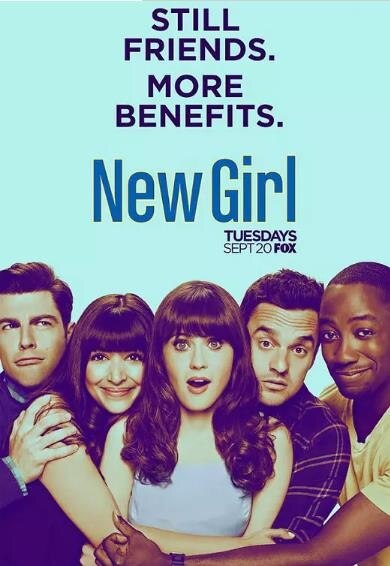 STILL
FRIENDS.
MORE
BENEFITS.
New Girl
TUESDAYS
SEPT 20 FOX